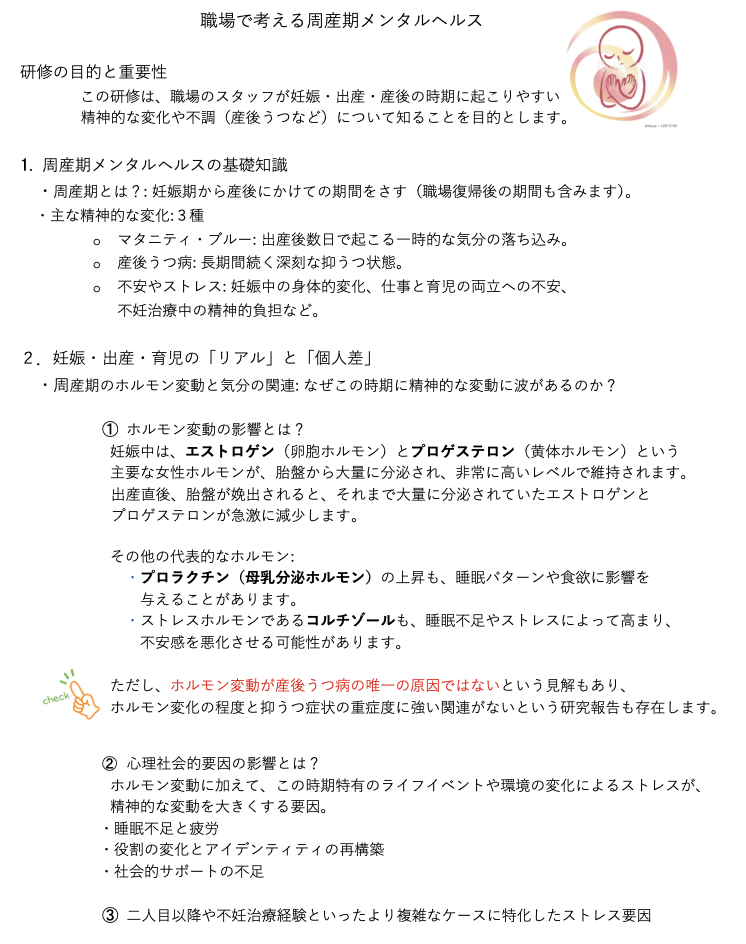 職場で考える周産期メンタルヘルス
研修の目的と重要性
この研修は、職場のスタッフが妊娠・出産・産後の時期に起こりやすい
精神的な変化や不調（産後うつなど）について知ることを目的とします。
1. 周産期メンタルヘルスの基礎知識
・周産期とは？: 妊娠期から産後にかけての期間をさす（職場復帰後の期間も含みます）。
・主な精神的な変化: 3 種
o マタニティ・ブルー: 出産後数日で起こる一時的な気分の落ち込み。
o 産後うつ病: 長期間続く深刻な抑うつ状態。
o 不安やストレス: 妊娠中の身体的変化、仕事と育児の両立への不安、
不妊治療中の精神的負担など。
２．妊娠・出産・育児の「リアル」と「個人差」
・周産期のホルモン変動と気分の関連: なぜこの時期に精神的な変動に波があるのか？
① ホルモン変動の影響とは？
妊娠中は、エストロゲン（卵胞ホルモン）とプロゲステロン（黄体ホルモン）という
主要な女性ホルモンが、胎盤から大量に分泌され、非常に高いレベルで維持されます。
出産直後、胎盤が娩出されると、それまで大量に分泌されていたエストロゲンと
プロゲステロンが急激に減少します。
その他の代表的なホルモン:
・プロラクチン（母乳分泌ホルモン）の上昇も、睡眠パターンや食欲に影響を
与えることがあります。
・ストレスホルモンであるコルチゾールも、睡眠不足やストレスによって高まり、
不安感を悪化させる可能性があります。
check
ただし、ホルモン変動が産後うつ病の唯一の原因ではないという見解もあり、
ホルモン変化の程度と抑うつ症状の重症度に強い関連がないという研究報告も存在します。
② 心理社会的要因の影響とは？
ホルモン変動に加えて、この時期特有のライフイベントや環境の変化によるストレスが、
精神的な変動を大きくする要因。
・睡眠不足と疲労
・役割の変化とアイデンティティの再構築
・社会的サポートの不足
③ 二人目以降や不妊治療経験といったより複雑なケースに特化したストレス要因